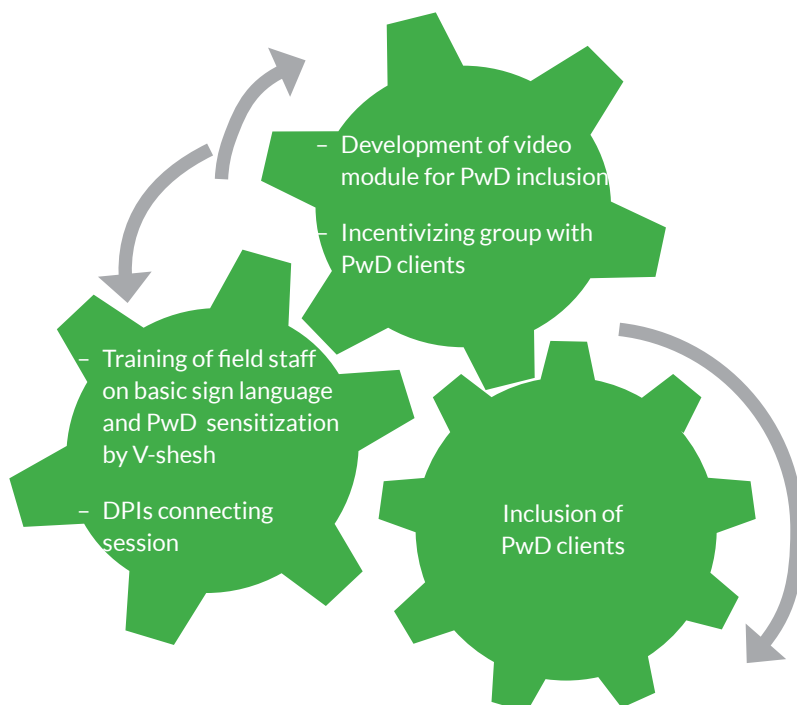 – Development of video
module for PwD inclusion
– Incentivizing group with
PwD clients
– Training of field staff
on basic sign language
and PwD sensitization
by V-shesh
– DPIs connecting
session
Inclusion of
PwD clients